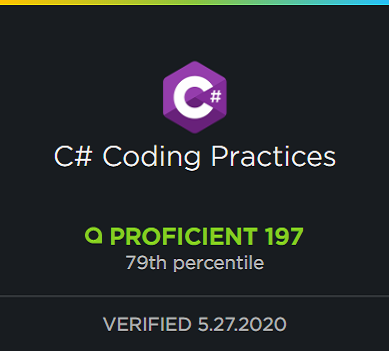 C#
C# Coding Practices
PROFICIENT 197
79th percentile
VERIFIED 5.27.2020